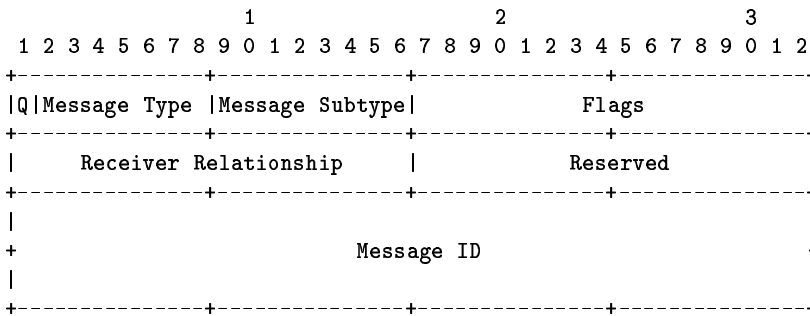 1 2 3
1 2 3 4 5 6 7 8 9 0 1 2 3 4 5 6 7 8 9 0 1 2 3 4 5 6 7 8 9 0 1 2
+---------------+---------------+---------------+---------------+
|Q|Message Type |Message Subtype| Flags
+---------------+---------------+---------------+---------------+
| Receiver Relationship | Reserved
+---------------+---------------+---------------+---------------+
|
+ Message ID
|
+---------------+---------------+---------------+---------------+